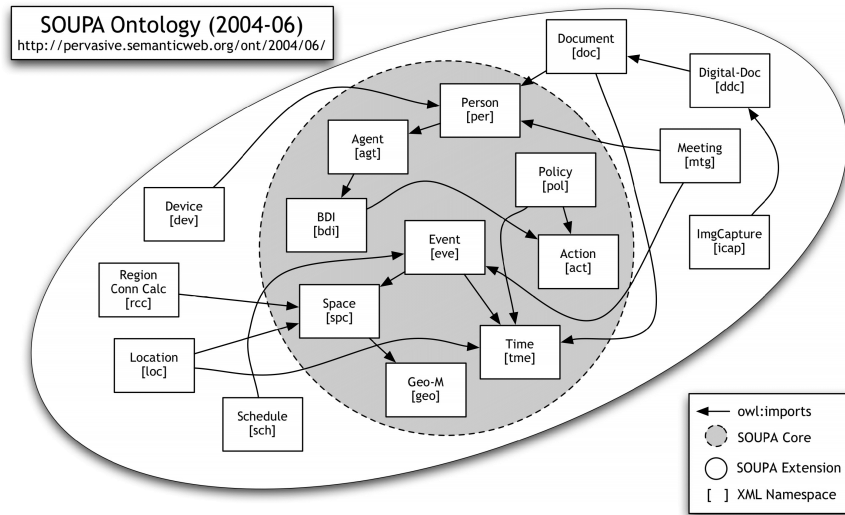 SOUPA Ontology (2004-06)
http://pervasive.semanticweb.org/ont/2004/06/
Document
[doc]
Digital-Doc
[ddc]
Person
[per]
Agent
[agt]
Meeting
[mtg]
Policy
[pol]
Device
[dev]
BDI
[bdi]
ImgCapture
[icap]
Event
[eve]
Action
[act]
Region
Conn Calc
[rcc]
Space
[spc]
Location
[loc]
Time
[tme]
Geo-M
[geo]
Schedule
[sch]
owl:imports
SOUPA Core
SOUPA Extension
[ ] XML Namespace